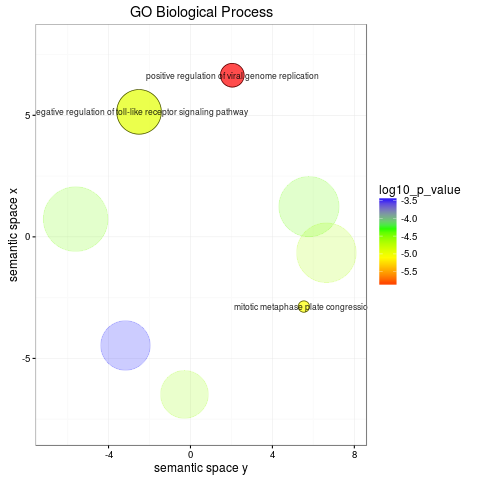 GO Biological Process
positive regulation of viral genome replication
egative regulation of toll-like receptor signaling pathway
mitotic metaphase plate congressio
5
0
-5
-4
0
4
8
semantic space x
semantic space y
log10_p_value
-3.5
-4.0
-4.5
-5.0
-5.5